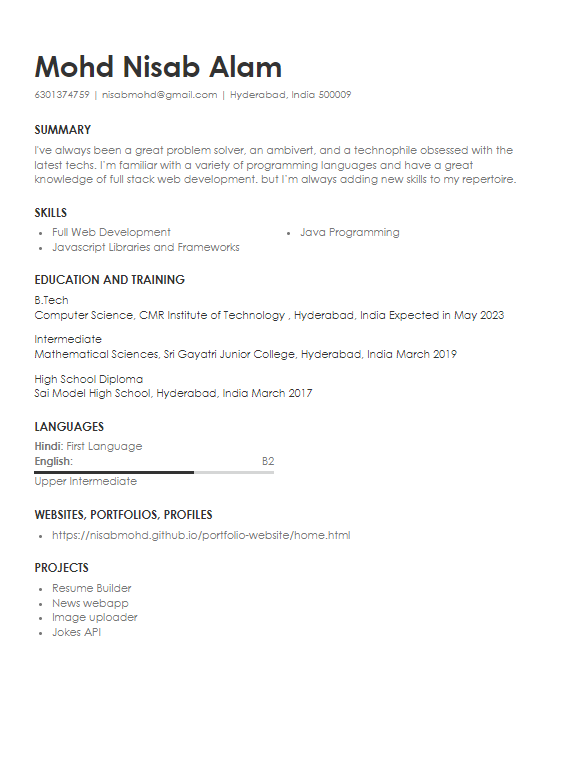 Mohd Nisab Alam
6301374759 | nisabmohd@gmail.com | Hyderabad, India 500009
SUMMARY
I've always been a great problem solver, an ambivert, and a technophile obsessed with the
latest techs. I'm familiar with a variety of programming languages and have a great
knowledge of full stack web development. but I'm always adding new skills to my repertoire.
SKILLS
• Full Web Development
• Javascript Libraries and Frameworks
• Java Programming
EDUCATION AND TRAINING
B.Tech
Computer Science, CMR Institute of Technology , Hyderabad, India Expected in May 2023
Intermediate
Mathematical Sciences, Sri Gayatri Junior College, Hyderabad, India March 2019
High School Diploma
Sai Model High School, Hyderabad, India March 2017
LANGUAGES
Hindi: First Language
English: B2
Upper Intermediate
WEBSITES, PORTFOLIOS, PROFILES
• https://nisabmohd.github.io/portfolio-website/home.html
PROJECTS
• Resume Builder
• News webapp
• Image uploader
• Jokes API